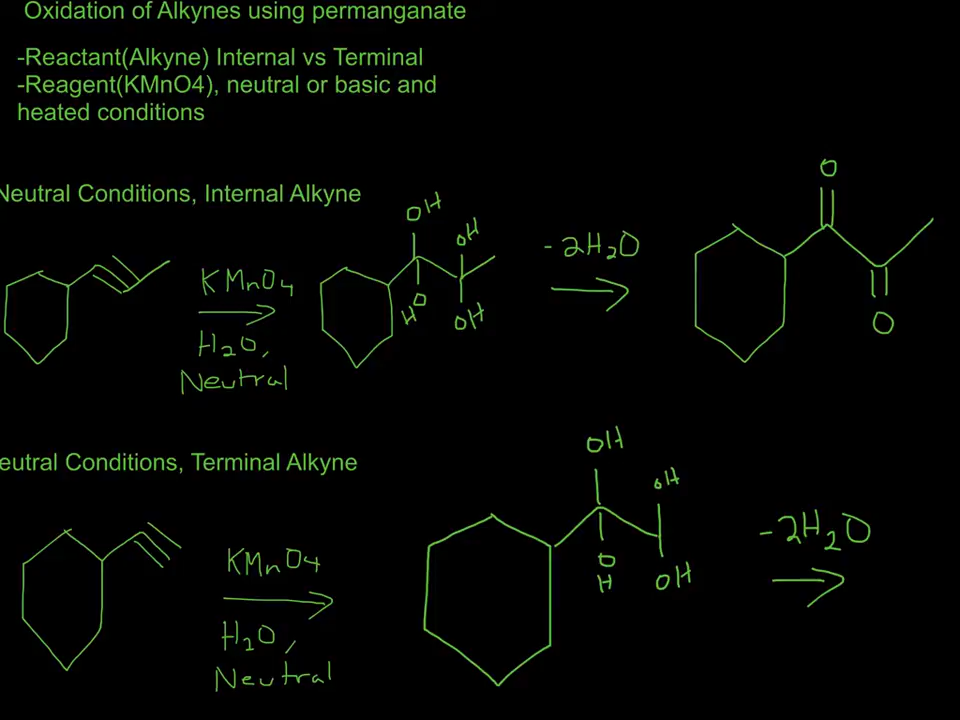 Oxidation of Alkynes using permanganate
-Reactant(Alkyne) Internal vs Terminal
-Reagent(KMnO4), neutral or basic and
heated conditions
Neutral Conditions, Internal Alkyne
OH
OH
O
H
OH
KMnO4
H2O,
Neutral
-2H2O
O
O
eutral Conditions, Terminal Alkyne
KMnO4
H2O,
Neutral
OH
OH
O
H
OH
-2H2O